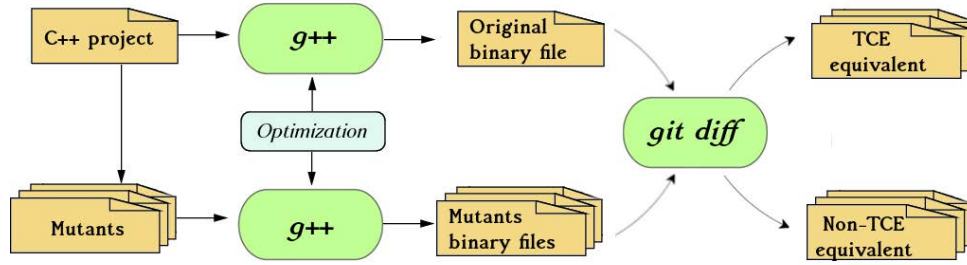 C++ project
g++
Original
binary file
TCE
equivalent
Optimization
git diff
Mutants
g++
Mutants
binary files
Non-TCE
equivalent